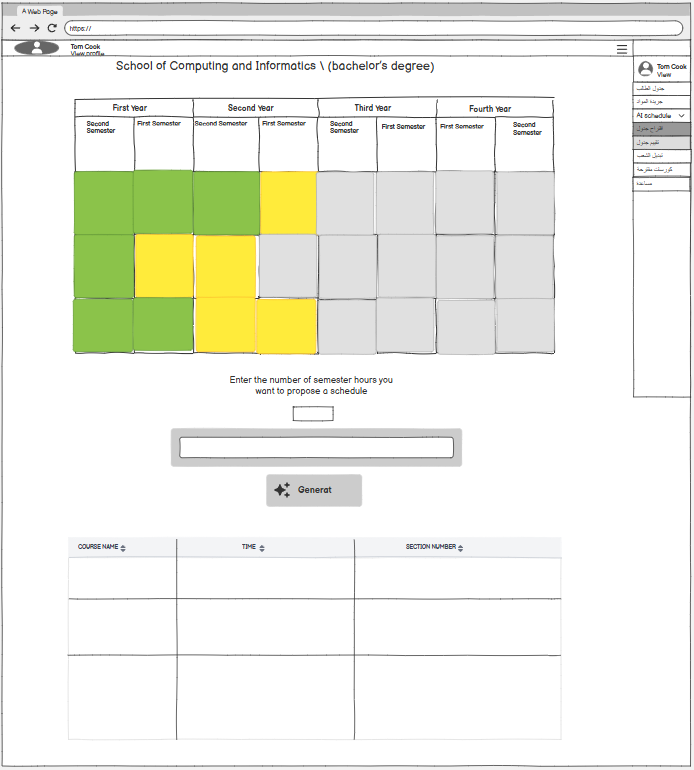 A Web Page
https://
Tom Cook
View profile
School of Computing and Informatics \ (bachelor's degree)
Tom Cook
View
جدول الطالب
جريدة المواد
AI schedule
اقتراح جدول
تقييم جدول
تبديل الشعب
كورسات مقترحة
مساعدة
First Year
Second Year
Third Year
Fourth Year
Second Semester
First Semester
Second Semester
First Semester
Second Semester
First Semester
First Semester
Second Semester
Enter the number of semester hours you
want to propose a schedule
Generat
COURSE NAME
TIME
SECTION NUMBER